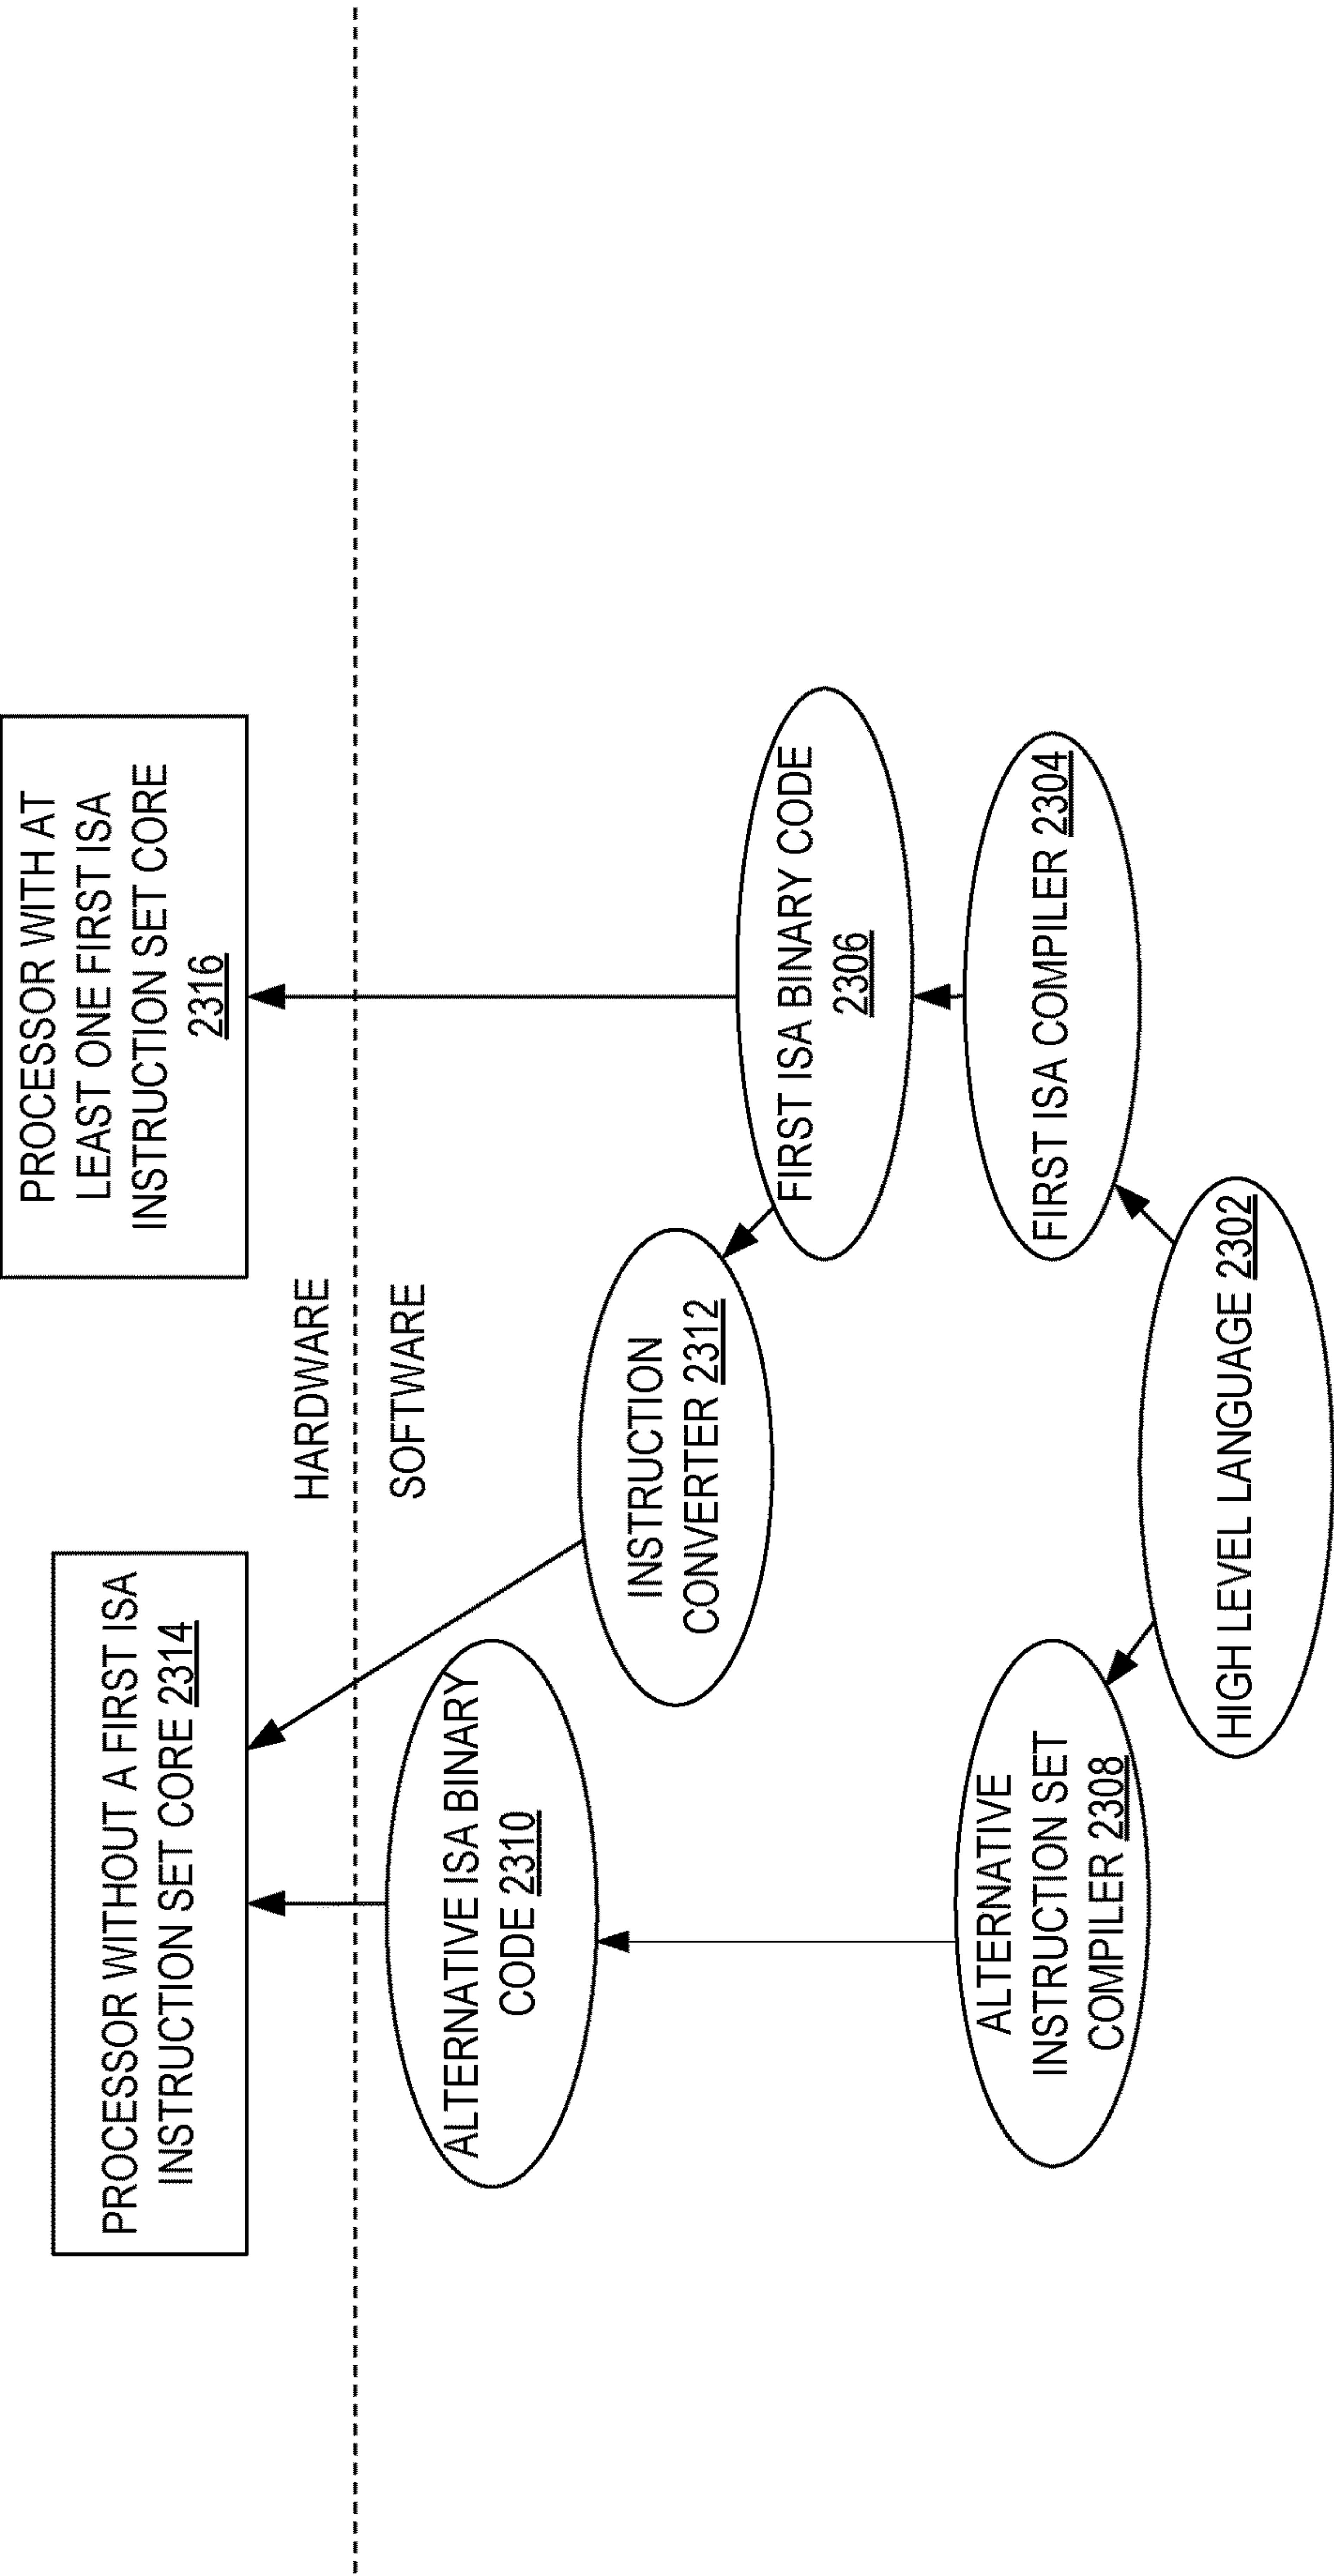 PROCESSOR WITHOUT A FIRST ISA
INSTRUCTION SET CORE 2314
PROCESSOR WITH AT
LEAST ONE FIRST ISA
INSTRUCTION SET CORE
2316
HARDWARE
SOFTWARE
ALTERNATIVE ISA BINARY
CODE 2310
INSTRUCTION
CONVERTER 2312
FIRST ISA BINARY CODE
2306
ALTERNATIVE
INSTRUCTION SET
COMPILER 2308
FIRST ISA COMPILER 2304
HIGH LEVEL LANGUAGE 2302